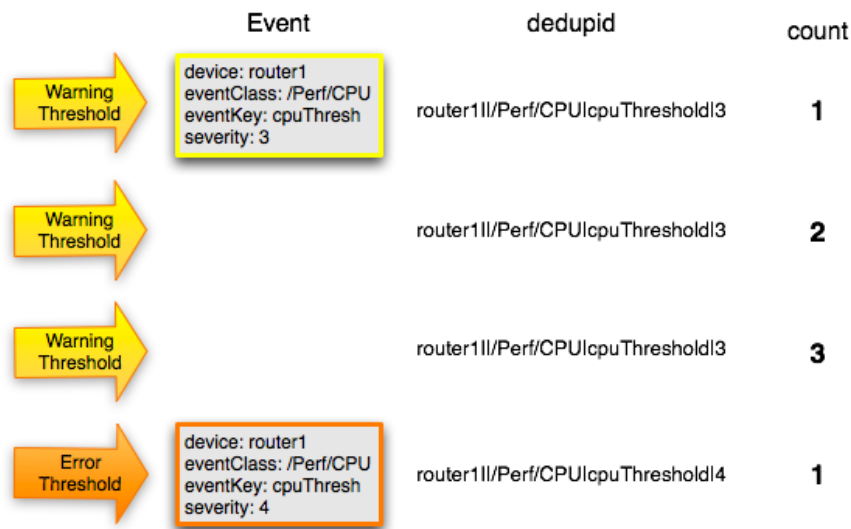 Event dedupid count
Warning
Threshold
device: router1
eventClass: /Perf/CPU
eventKey: cpuThresh
severity: 3
router1||/Perf/CPU|cpuThreshold|3
1
Warning
Threshold
router1||/Perf/CPU|cpuThreshold|3
2
Warning
Threshold
router1||/Perf/CPU|cpuThreshold|3
3
Error
Threshold
device: router1
eventClass: /Perf/CPU
eventKey: cpuThresh
severity: 4
router1||/Perf/CPU|cpuThreshold|4
1